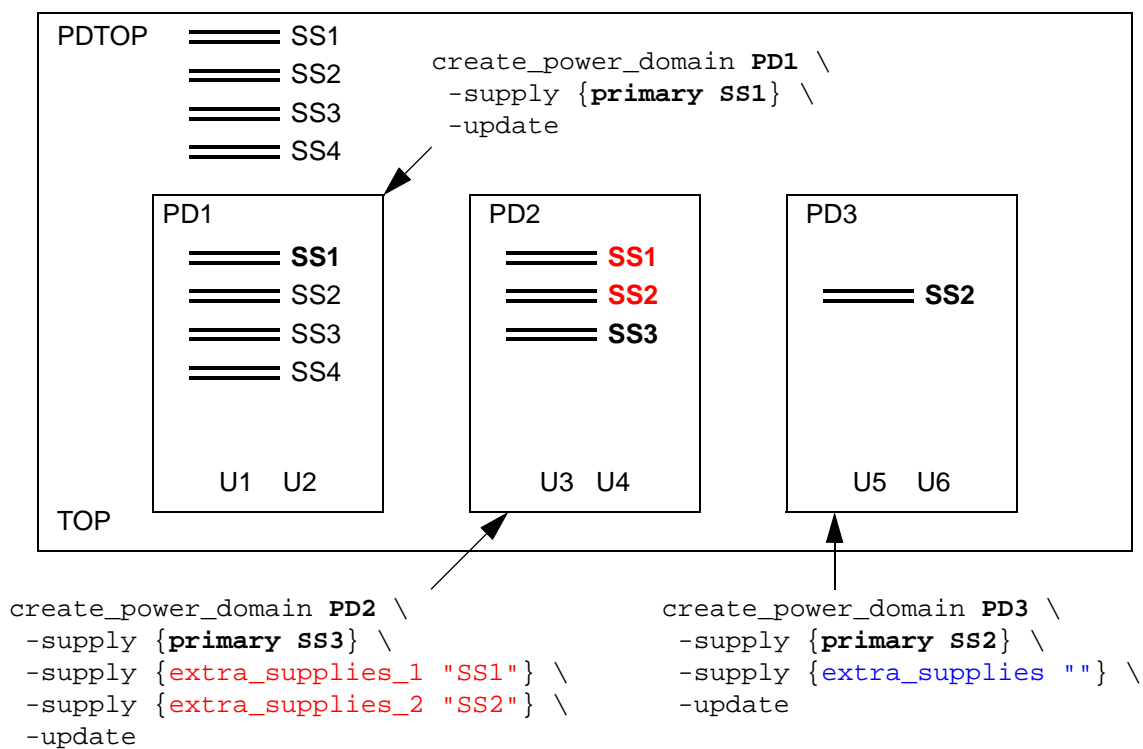 PDTOP
SS1
SS2
SS3
SS4
create_power_domain PD1 \
-supply {primary SS1} \
-update
PD1
SS1
SS2
SS3
SS4
U1 U2
PD2
SS1
SS2
SS3
U3 U4
PD3
SS2
U5 U6
TOP
create_power_domain PD2 \
-supply {primary SS3} \
-supply {extra_supplies_1 "SS1"} \
-supply {extra_supplies_2 "SS2"} \
-update
create_power_domain PD3 \
-supply {primary SS2} \
-supply {extra_supplies ""} \
-update